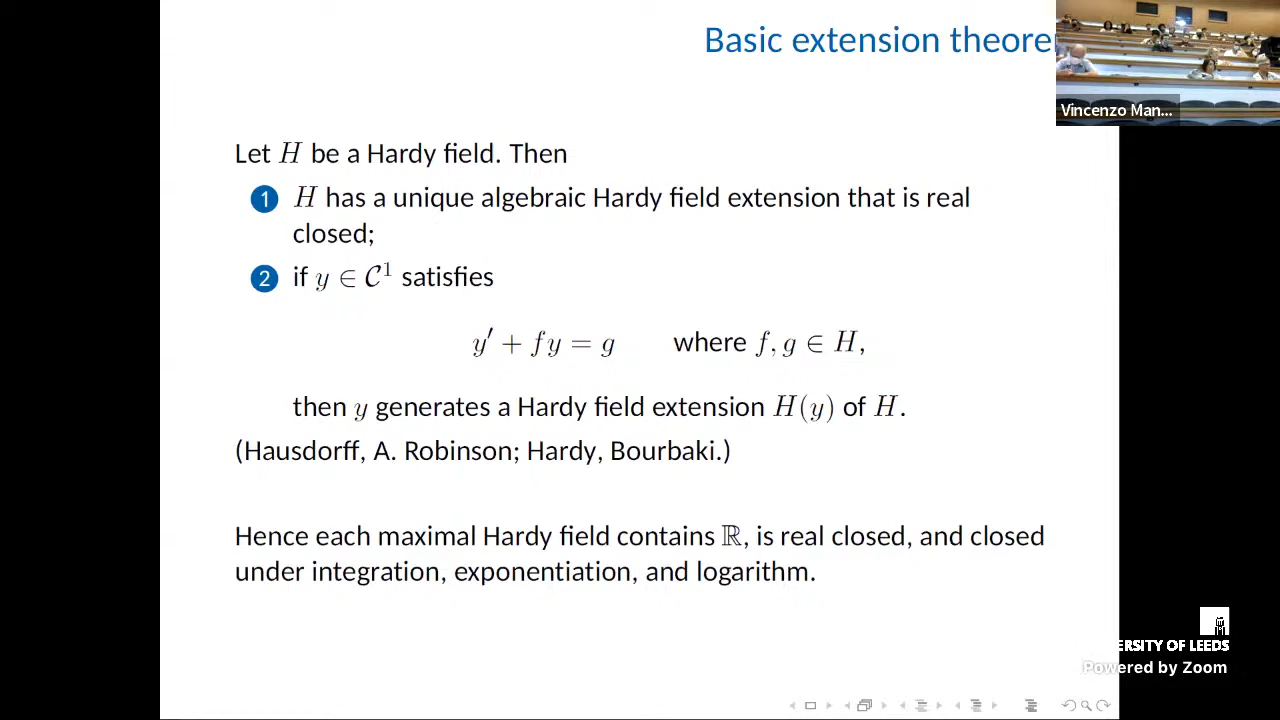 Basic extension theore
Vincenzo Man...
Let H be a Hardy field. Then
1 H has a unique algebraic Hardy field extension that is real
closed;
2 if y ∈ 𝒞¹ satisfies
y′ + fy = g where f, g ∈ H,
then y generates a Hardy field extension H(y) of H.
(Hausdorff, A. Robinson; Hardy, Bourbaki.)
Hence each maximal Hardy field contains ℝ, is real closed, and closed
under integration, exponentiation, and logarithm.
ERSITY OF LEEDS
Powered by Zoom